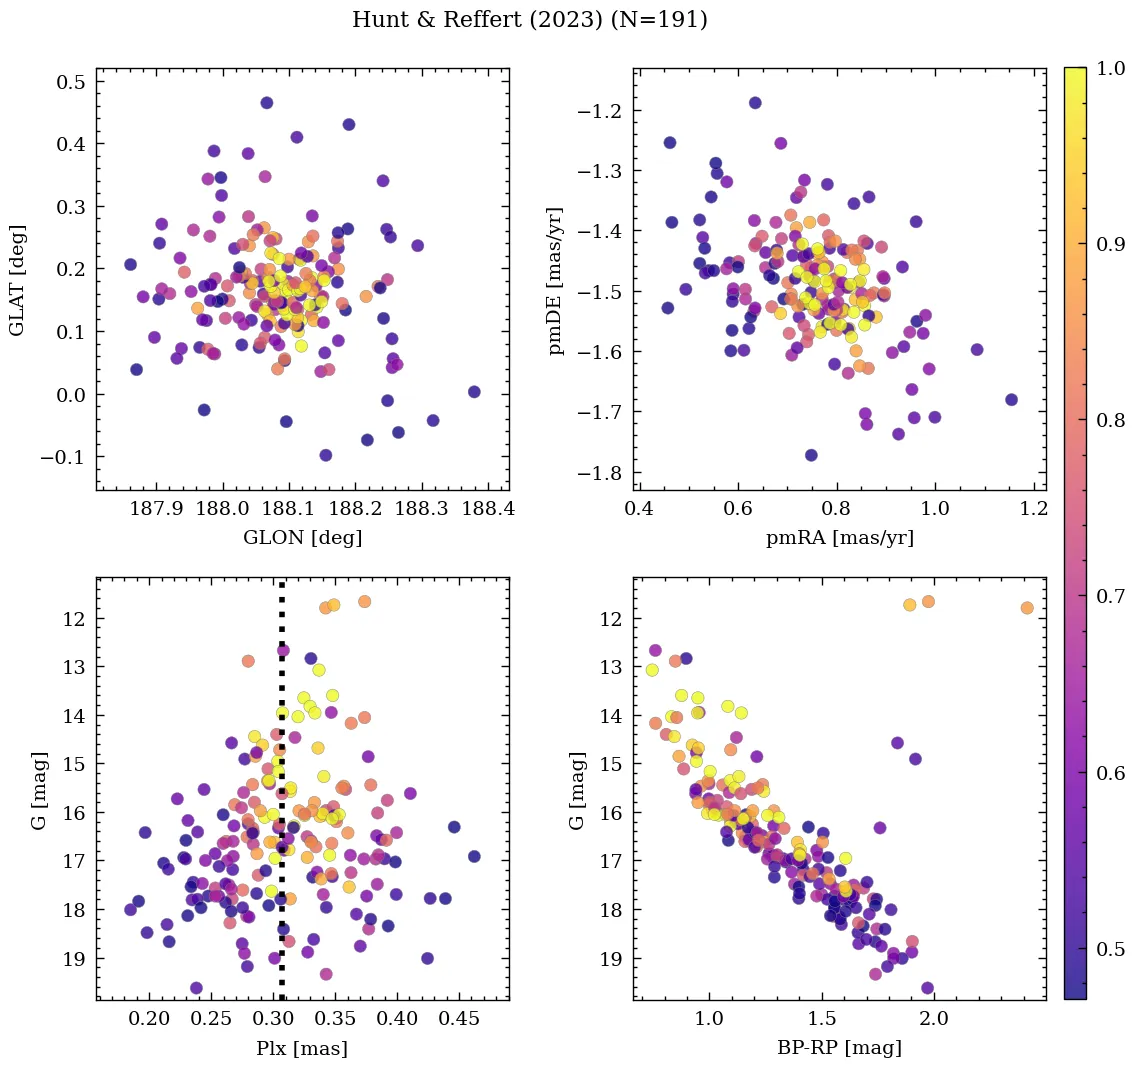 Hunt & Reffert (2023) (N=191)
0.5
0.4
0.3
0.2
0.1
0.0
−0.1
GLAT [deg]
187.9 188.0 188.1 188.2 188.3 188.4
GLON [deg]
−1.2
−1.3
−1.4
−1.5
−1.6
−1.7
−1.8
pmDE [mas/yr]
0.4 0.6 0.8 1.0 1.2
pmRA [mas/yr]
12
13
14
15
16
17
18
19
G [mag]
0.20 0.25 0.30 0.35 0.40 0.45
Plx [mas]
12
13
14
15
16
17
18
19
G [mag]
1.0 1.5 2.0
BP-RP [mag]
1.0
0.9
0.8
0.7
0.6
0.5